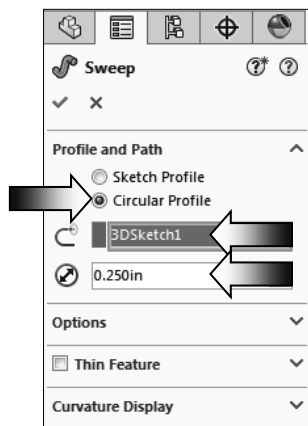 Sweep
Profile and Path
Sketch Profile
Circular Profile
3DSketch1
0.250in
Options
Thin Feature
Curvature Display